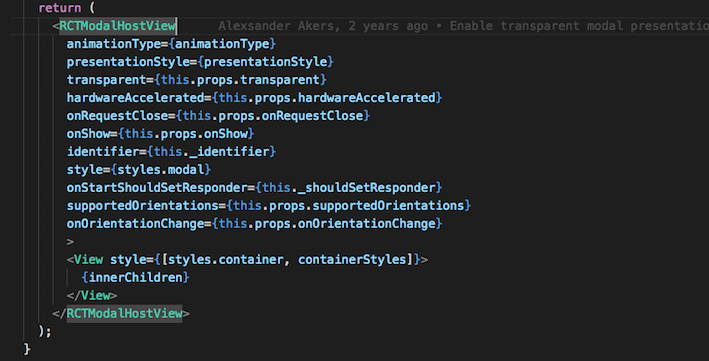 return (
<RCTModalHostView Alexsander Akers, 2 years ago • Enable transparent modal presentatio
animationType={animationType}
presentationStyle={presentationStyle}
transparent={this.props.transparent}
hardwareAccelerated={this.props.hardwareAccelerated}
onRequestClose={this.props.onRequestClose}
onShow={this.props.onShow}
identifier={this._identifier}
style={styles.modal}
onStartShouldSetResponder={this._shouldSetResponder}
supportedOrientations={this.props.supportedOrientations}
onOrientationChange={this.props.onOrientationChange}
>
<View style={[styles.container, containerStyles]}>
{innerChildren}
</View>
</RCTModalHostView>
);
}